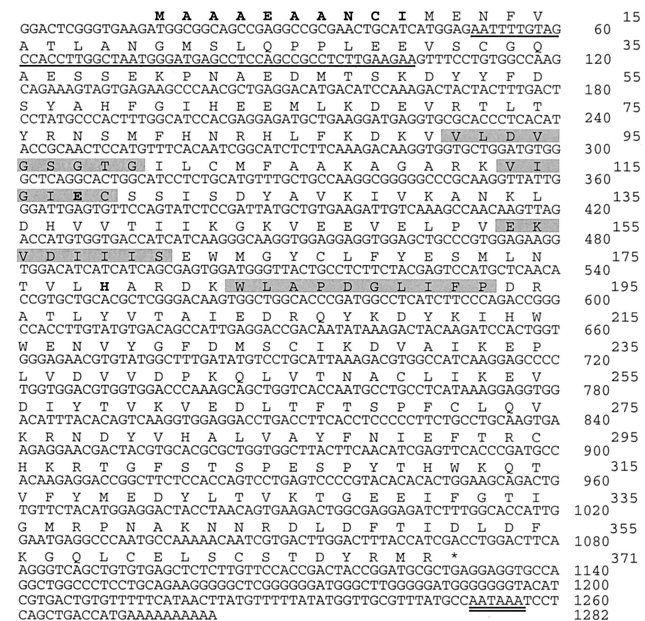 M A A A E A A N C I M E N F V 15
GGACTCGGGTGAAGATGGCGGCAGCCGAGGCCGCGAACTGCATCATGGAGAATTTTGTAG 60
A T L A N G M S L Q P P L E E V S C G Q 35
CCACCTTGGCTAATGGGATGAGCCTCCAGCCGCCTCTTGAAGAAGTTTCCTGTGGCCAAG 120
A E S S E K P N A E D M T S K D Y Y F D 55
CAGAAAGTAGTGAGAAGCCCAACGCTGAGGACATGACATCCAAAGACTACTACTTTGACT 180
S Y A H F G I H E E M L K D E V R T L T 75
CCTATGCCCACTTTGGCATCCACGAGGAGATGCTGAAGGATGAGGTGCGCACCCTCACAT 240
Y R N S M F H N R H L F K D K V V L D V 95
ACCGCAACTCCATGTTTCACAATCGGCATCTCTTCAAAGACAAGGTGGTGCTGGATGTGG 300
G S G T G I L C M F A A K A G A R K V I 115
GCTCAGGCACTGGCATCCTCTGCATGTTTGCTGCCAAGGCGGGGGCCCGCAAGGTTATTG 360
G I E C S S I S D Y A V K I V K A N K L 135
GGATTGAGTGTTCCAGTATCTCCGATTATGCTGTGAAGATTGTCAAAGCCAACAAGTTAG 420
D H V V T I I K G K V E E V E L P V E K 155
ACCATGTGGTGACCATCATCAAGGGCAAGGTGGAGGAGGTGGAGCTGCCCGTGGAGAAGG 480
V D I I I S E W M G Y C L F Y E S M L N 175
TGGACATCATCATCAGCGAGTGGATGGGTTACTGCCTCTTCTACGAGTCCATGCTCAACA 540
T V L H A R D K W L A P D G L I F P D R 195
CCGTGCTGCACGCTCGGGACAAGTGGCTGGCACCCGATGGCCTCATCTTCCCAGACCGGG 600
A T L Y V T A I E D R Q Y K D Y K I H W 215
CCACCTTGTATGTGACAGCCATTGAGGACCGACAATATAAAGACTACAAGATCCACTGGT 660
W E N V Y G F D M S C I K D V A I K E P 235
GGGAGAACGTGTATGGCTTTGATATGTCCTGCATTAAAGACGTGGCCATCAAGGAGCCCC 720
L V D V V D P K Q L V T N A C L I K E V 255
TGGTGGACGTGGTGGACCCAAAGCAGCTGGTCACCAATGCCTGCCTCATAAAGGAGGTGG 780
D I Y T V K V E D L T F T S P F C L Q V 275
ACATTTACACAGTCAAGGTGGAGGACCTGACCTTCACCTCCCCCTTCTGCCTGCAAGTGA 840
K R N D Y V H A L V A Y F N I E F T R C 295
AGAGGAACGACTACGTGCACGCGCTGGTGGCTTACTTCAACATCGAGTTCACCCGATGCC 900
H K R T G F S T S P E S P Y T H W K Q T 315
ACAAGAGGACCGGCTTCTCCACCAGTCCTGAGTCCCCGTACACACACTGGAAGCAGACTG 960
V F Y M E D Y L T V K T G E E I F G T I 335
TGTTCTACATGGAGGACTACCTAACAGTGAAGACTGGCGAGGAGATCTTTGGCACCATTG 1020
G M R P N A K N N R D L D F T I D L D F 355
GAATGAGGCCCAATGCCAAAAACAATCGTGACTTGGACTTTACCATCGACCTGGACTTCA 1080
K G Q L C E L S C S T D Y R M R * 371
AGGGTCAGCTGTGTGAGCTCTCTTGTTCCACCGACTACCGGATGCGCTGAGGAGGTGCCA 1140
GGCTGGCCCTCCTGCAGAAGGGGGCTCGGGGGGATGGGCTTGGGGGATGGGGGGGTACAT 1200
CGTGACTGTGTTTTTCATAACTTATGTTTTTATATGGTTGCGTTTATGCCAATAAATCCT 1260
CAGCTGACCATGAAAAAAAAAA 1282